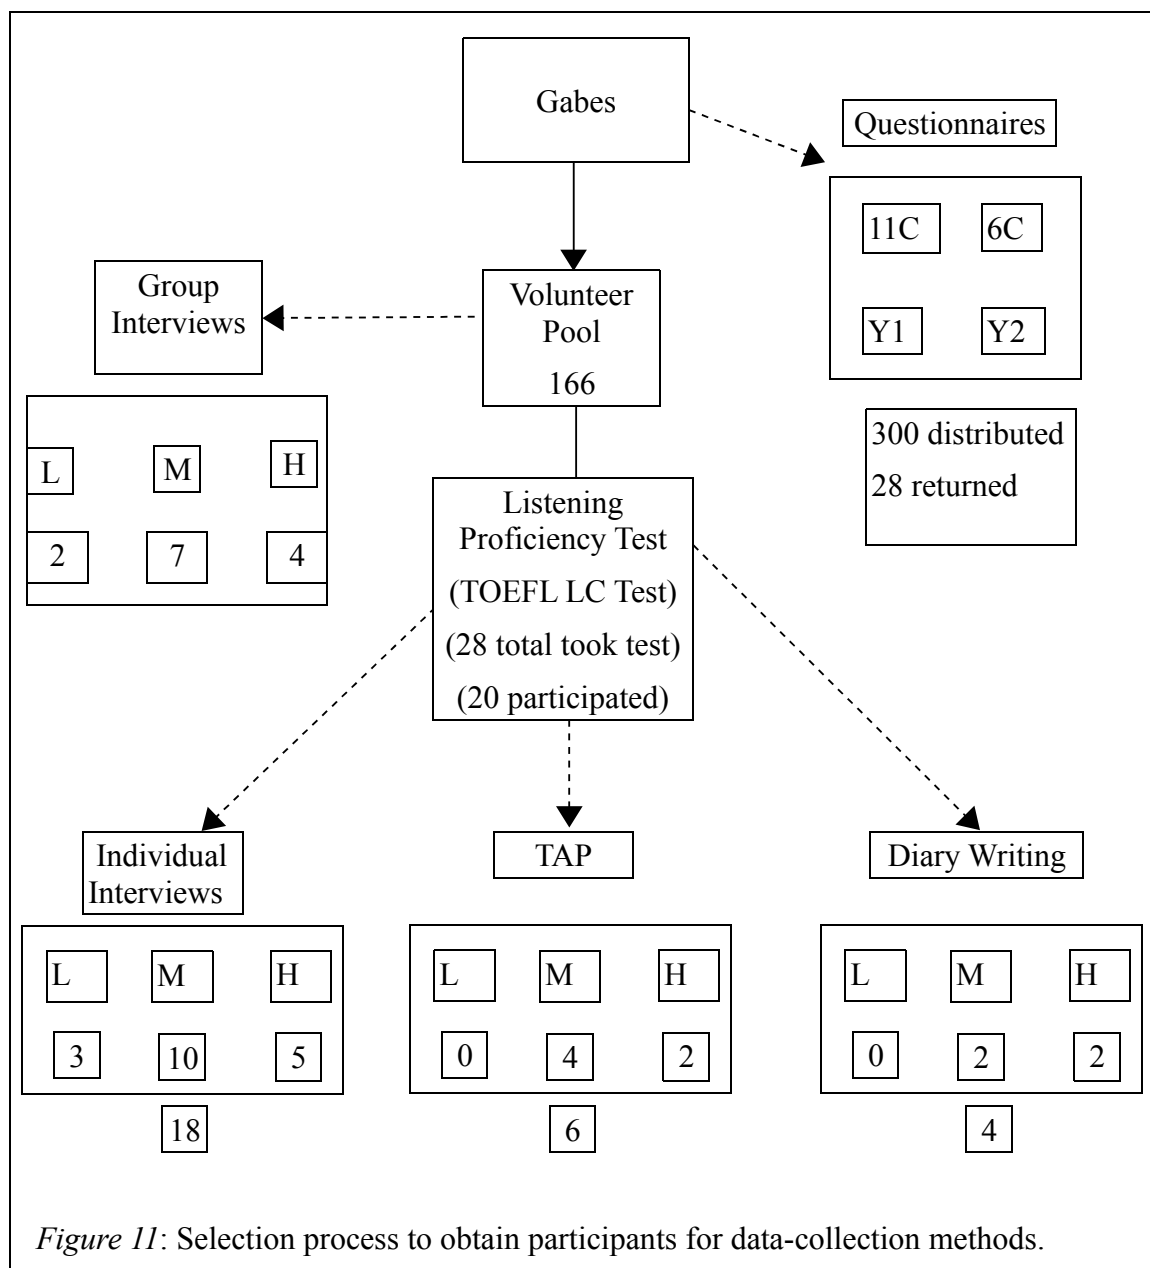 Gabes
Questionnaires
11C 6C
Y1 Y2
300 distributed
28 returned
Group
Interviews
L M H
2 7 4
Volunteer
Pool
166
Listening
Proficiency Test
(TOEFL LC Test)
(28 total took test)
(20 participated)
Individual
Interviews
L M H
3 10 5
18
TAP
L M H
0 4 2
6
Diary Writing
L M H
0 2 2
4
Figure 11: Selection process to obtain participants for data-collection methods.